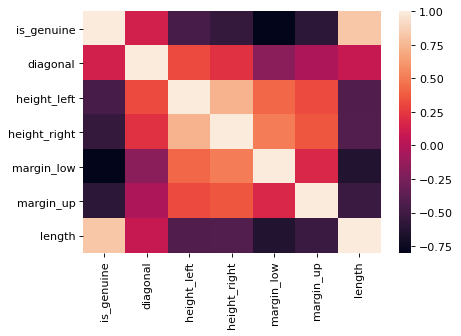 is_genuine
diagonal
height_left
height_right
margin_low
margin_up
length
is_genuine
diagonal
height_left
height_right
margin_low
margin_up
length
1.00
0.75
0.50
0.25
0.00
−0.25
−0.50
−0.75